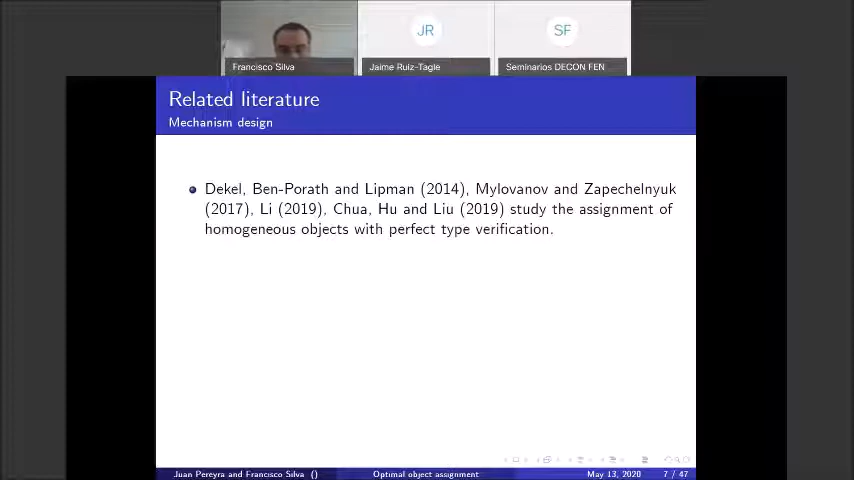 JR
SF
Francisco Silva
Jaime Ruiz-Tagle
Seminarios DECON FEN
Related literature
Mechanism design
Dekel, Ben-Porath and Lipman (2014), Mylovanov and Zapechelnyuk
(2017), Li (2019), Chua, Hu and Liu (2019) study the assignment of
homogeneous objects with perfect type verification.
Juan Pereyra and Francisco Silva () Optimal object assignment May 13, 2020 7 / 47